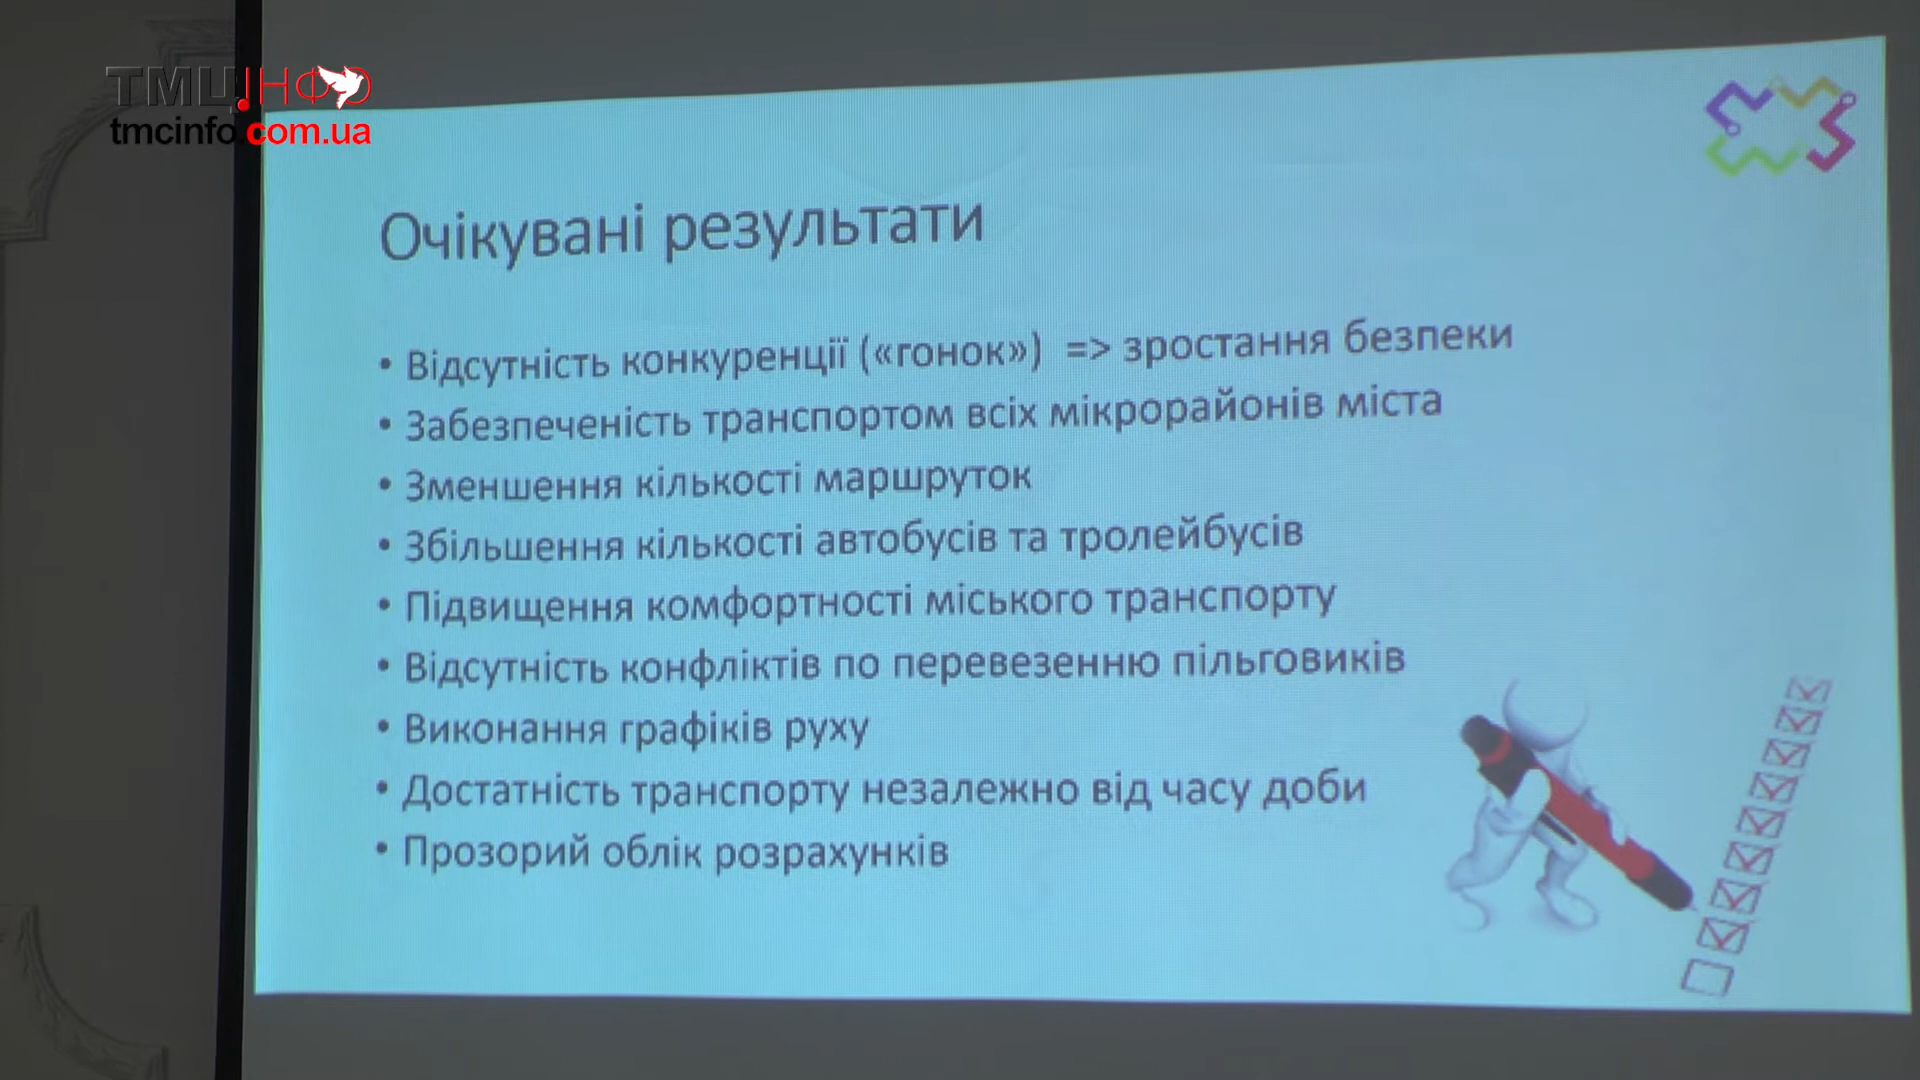 ТМЦ.ІНФО
tmcinfo.com.ua
Очікувані результати
• Відсутність конкуренції («гонок») => зростання безпеки
• Забезпеченість транспортом всіх мікрорайонів міста
• Зменшення кількості маршруток
• Збільшення кількості автобусів та тролейбусів
• Підвищення комфортності міського транспорту
• Відсутність конфліктів по перевезенню пільговиків
• Виконання графіків руху
• Достатність транспорту незалежно від часу доби
• Прозорий облік розрахунків